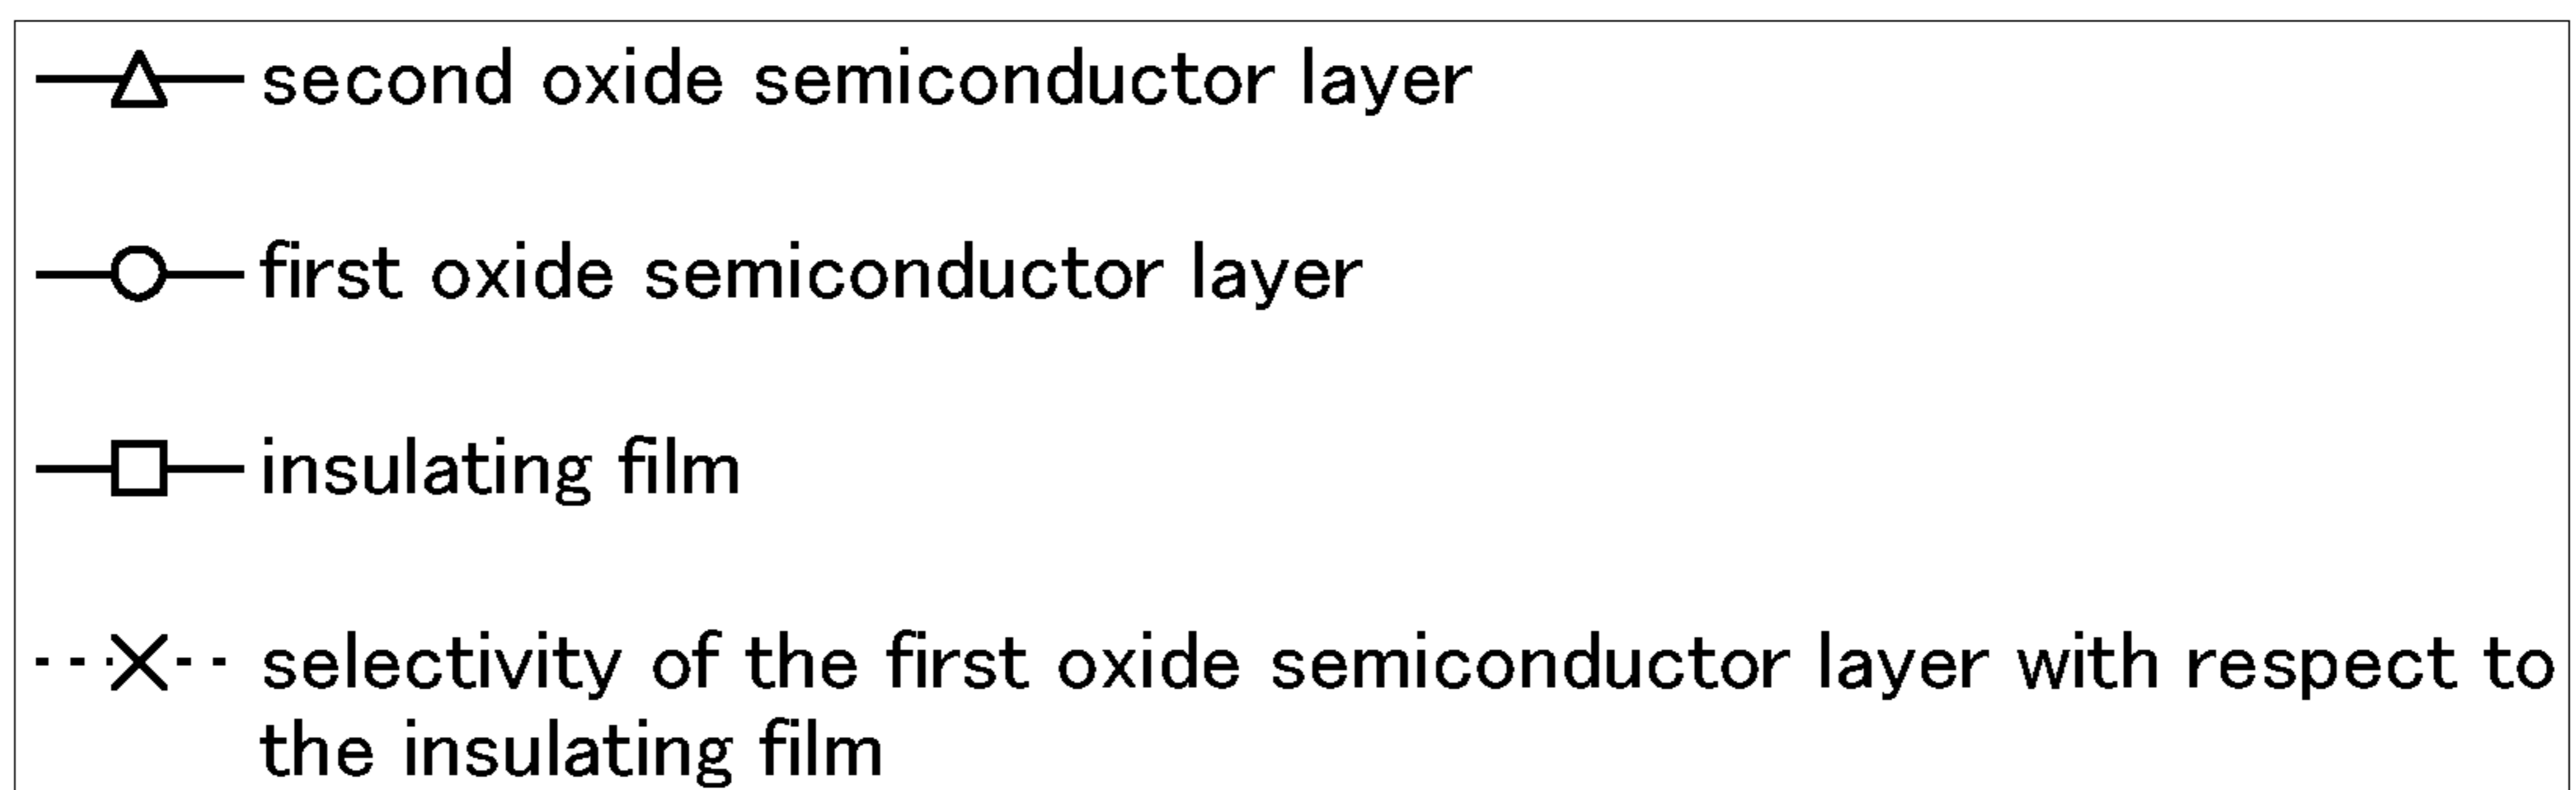 second oxide semiconductor layer
first oxide semiconductor layer
insulating film
selectivity of the first oxide semiconductor layer with respect to
the insulating film